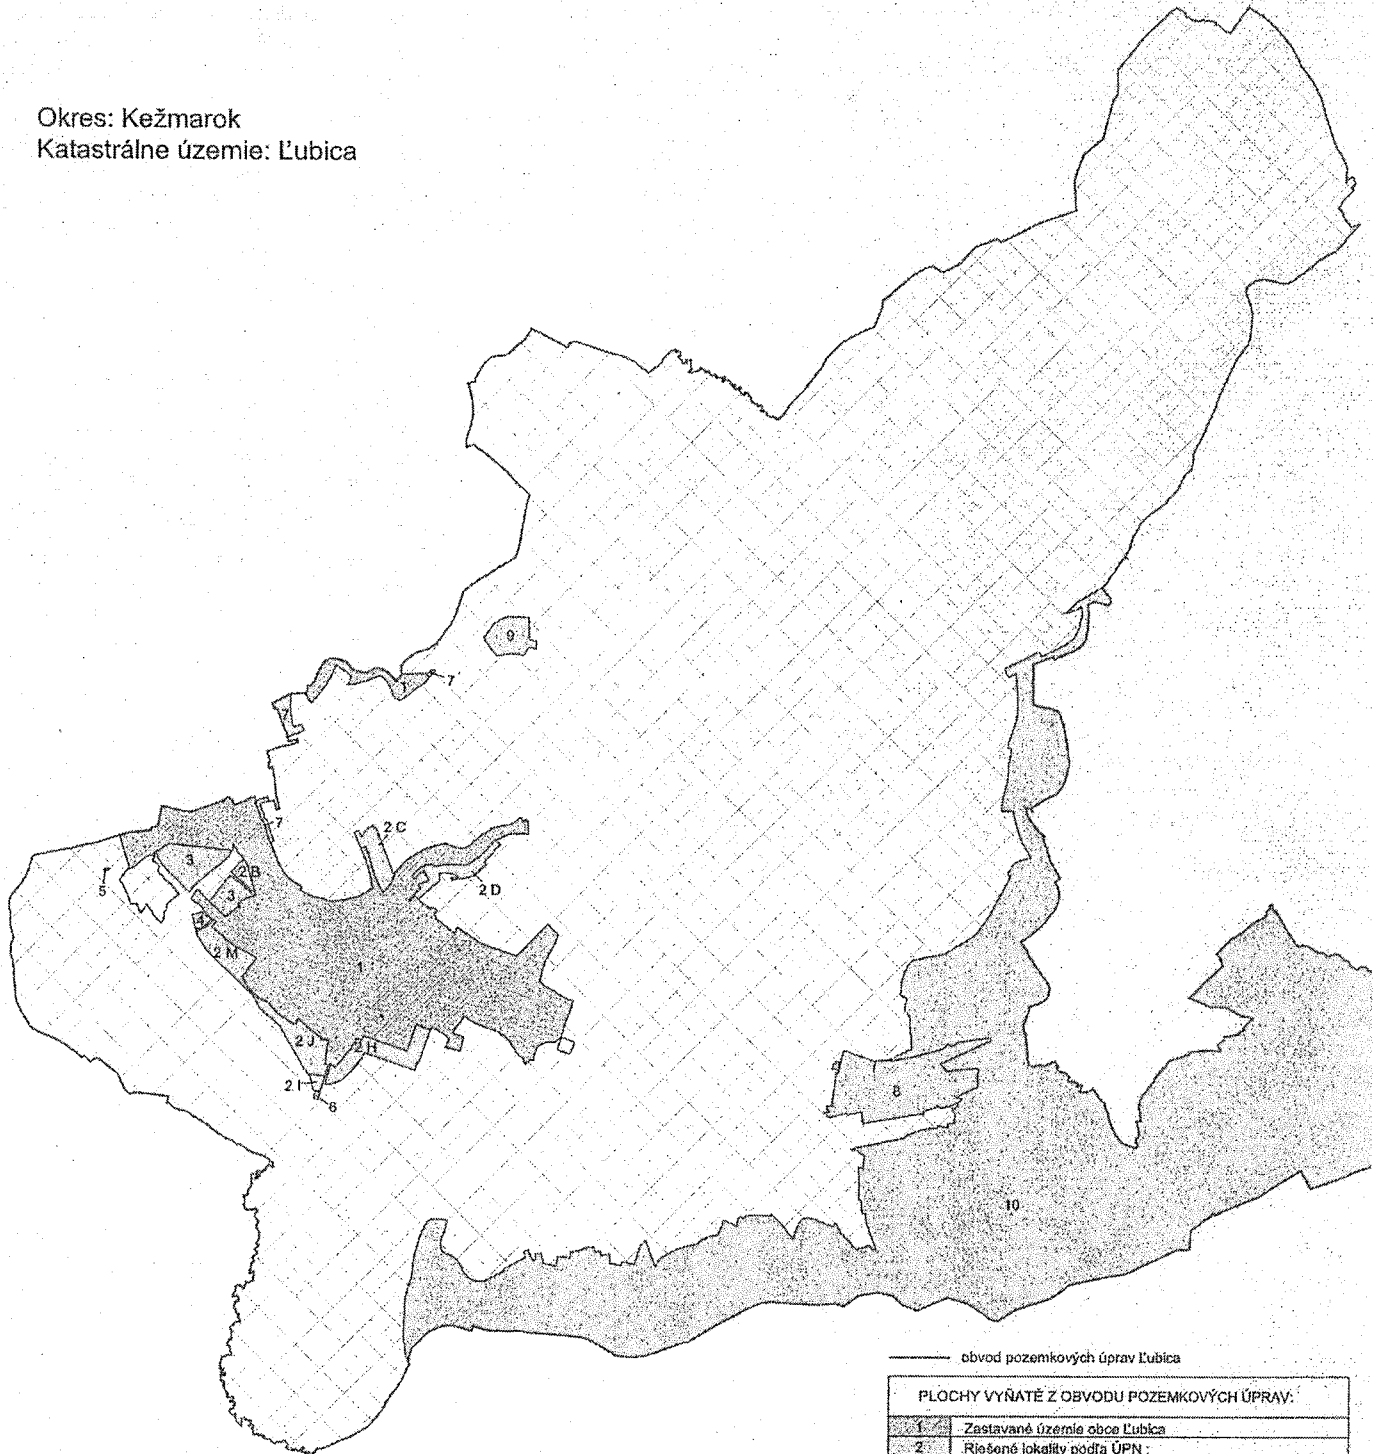 Okres: Kežmarok
Katastrálne územie: Ľubica
9
1
7
7
2 C
3
2 B
5
3
2 D
4
2 M
1
2 J
2 H
2 I
6
8
10
obvod pozemkových úprav Ľubica
PLOCHY VYŇATÉ Z OBVODU POZEMKOVÝCH ÚPRAV:
1 Zastavané územie obce Ľubica
2 Riešené lokality podľa ÚPN :